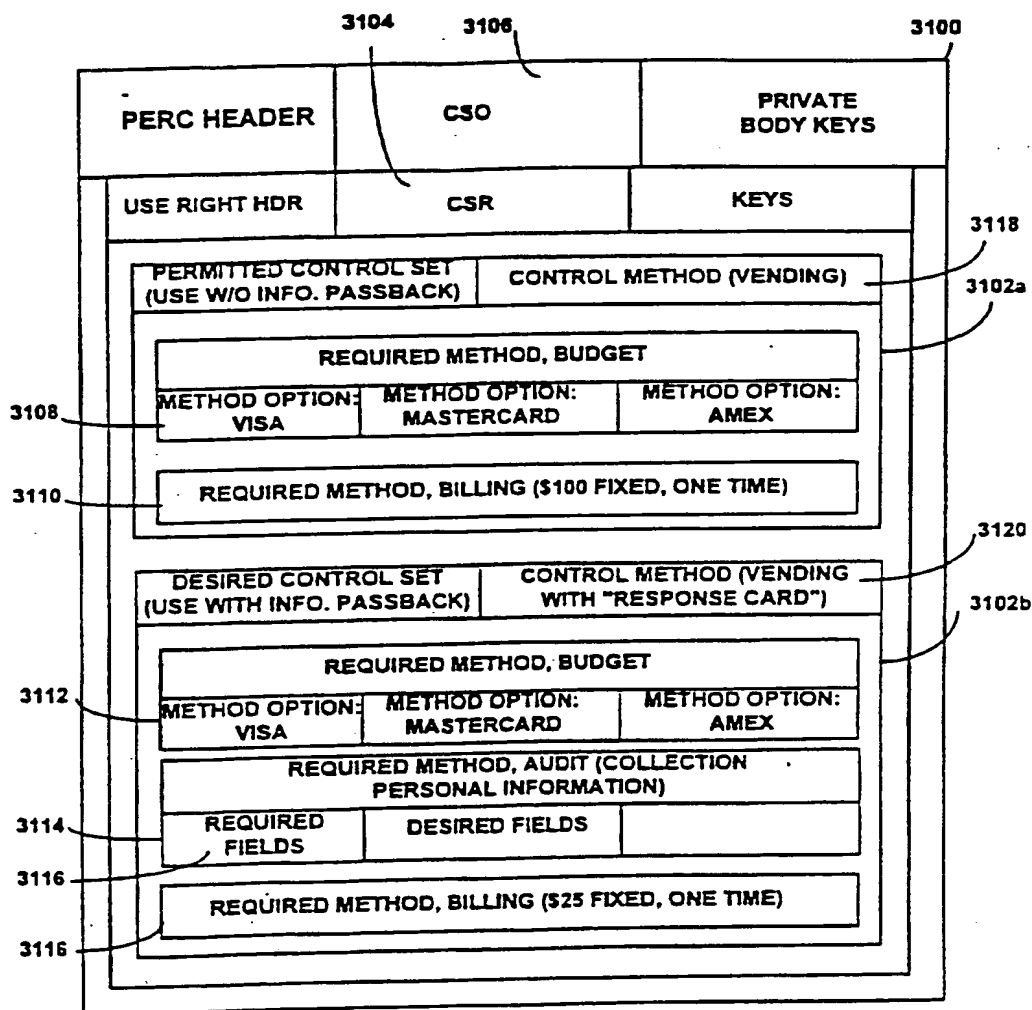 3104
3106
3100
PERC HEADER
CSO
PRIVATE
BODY KEYS
USE RIGHT HDR
CSR
KEYS
3118
PERMITTED CONTROL SET
(USE W/O INFO. PASSBACK)
CONTROL METHOD (VENDING)
3102a
REQUIRED METHOD, BUDGET
3108
METHOD OPTION:
VISA
METHOD OPTION:
MASTERCARD
METHOD OPTION:
AMEX
3110
REQUIRED METHOD, BILLING ($100 FIXED, ONE TIME)
3120
DESIRED CONTROL SET
(USE WITH INFO. PASSBACK)
CONTROL METHOD (VENDING
WITH "RESPONSE CARD")
3102b
REQUIRED METHOD, BUDGET
3112
METHOD OPTION:
VISA
METHOD OPTION:
MASTERCARD
METHOD OPTION:
AMEX
REQUIRED METHOD, AUDIT (COLLECTION
PERSONAL INFORMATION)
3114
REQUIRED
FIELDS
DESIRED FIELDS
3116
REQUIRED METHOD, BILLING ($25 FIXED, ONE TIME)
3116